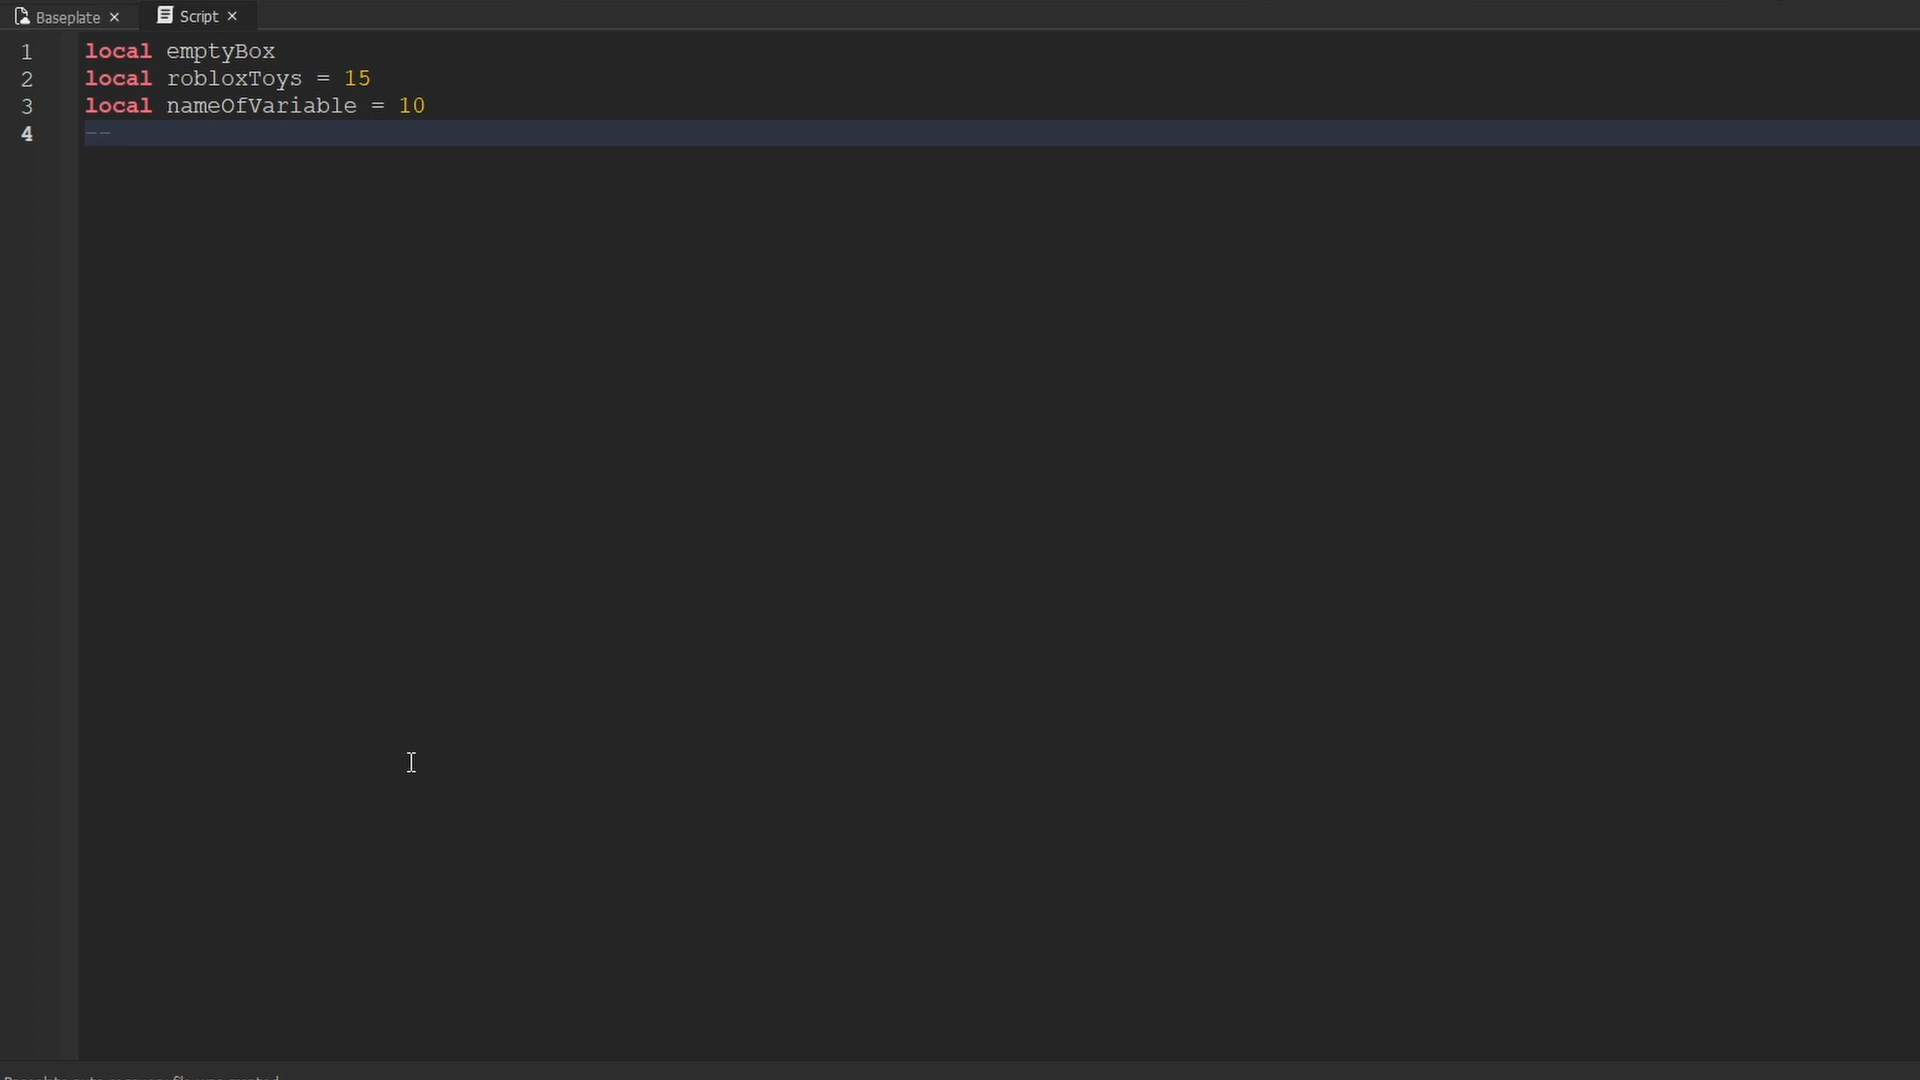 Baseplate × Script ×
1 local emptyBox
2 local robloxToys = 15
3 local nameOfVariable = 10
4 --